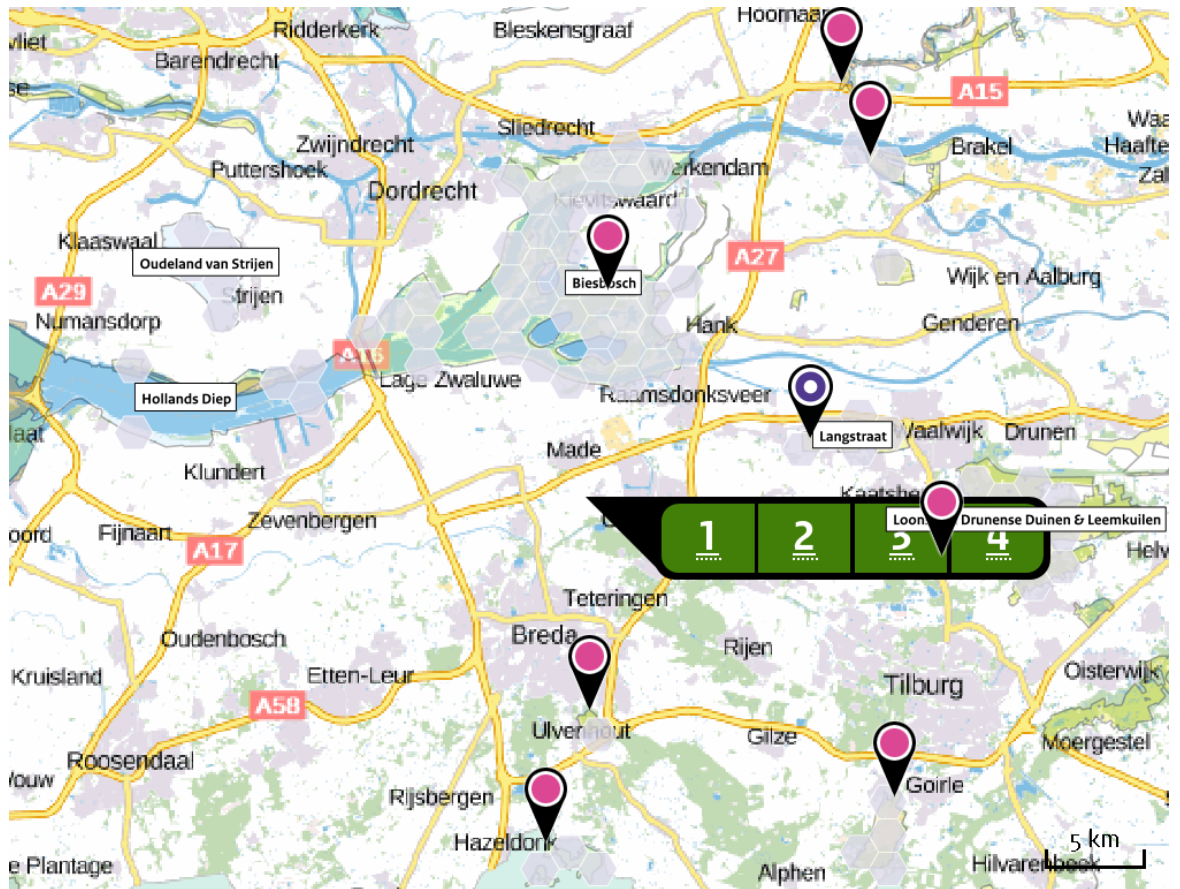 Hoornaar
Ridderkerk
Bleskensgraaf
vliet
Barendrecht
A15
Sliedrecht
Zwijndrecht
Brakel
Puttershoek
Werkendam
Dordrecht
Kievitswaard
Klaaswaal
A27
Oudeland van Strijen
Wijk en Aalburg
Biesbosch
A29
Strijen
Numansdorp
Hank
Genderen
A16
Lage Zwaluwe
Raamsdonksveer
Hollands Diep
Langstraat
Drunen
Made
Klundert
Zevenbergen
Fijnaart
Drunense Duinen & Leemkuilen
1
2
3
4
A17
Teteringen
Breda
Oudenbosch
Rijen
Oisterwijk
Kruisland
Etten-Leur
Tilburg
A58
Ulvenhout
Gilze
Moergestel
Roosendaal
Goirle
Rijsbergen
Hazeldonk
5 km
e Plantage
Alphen
Hilvarenbeek